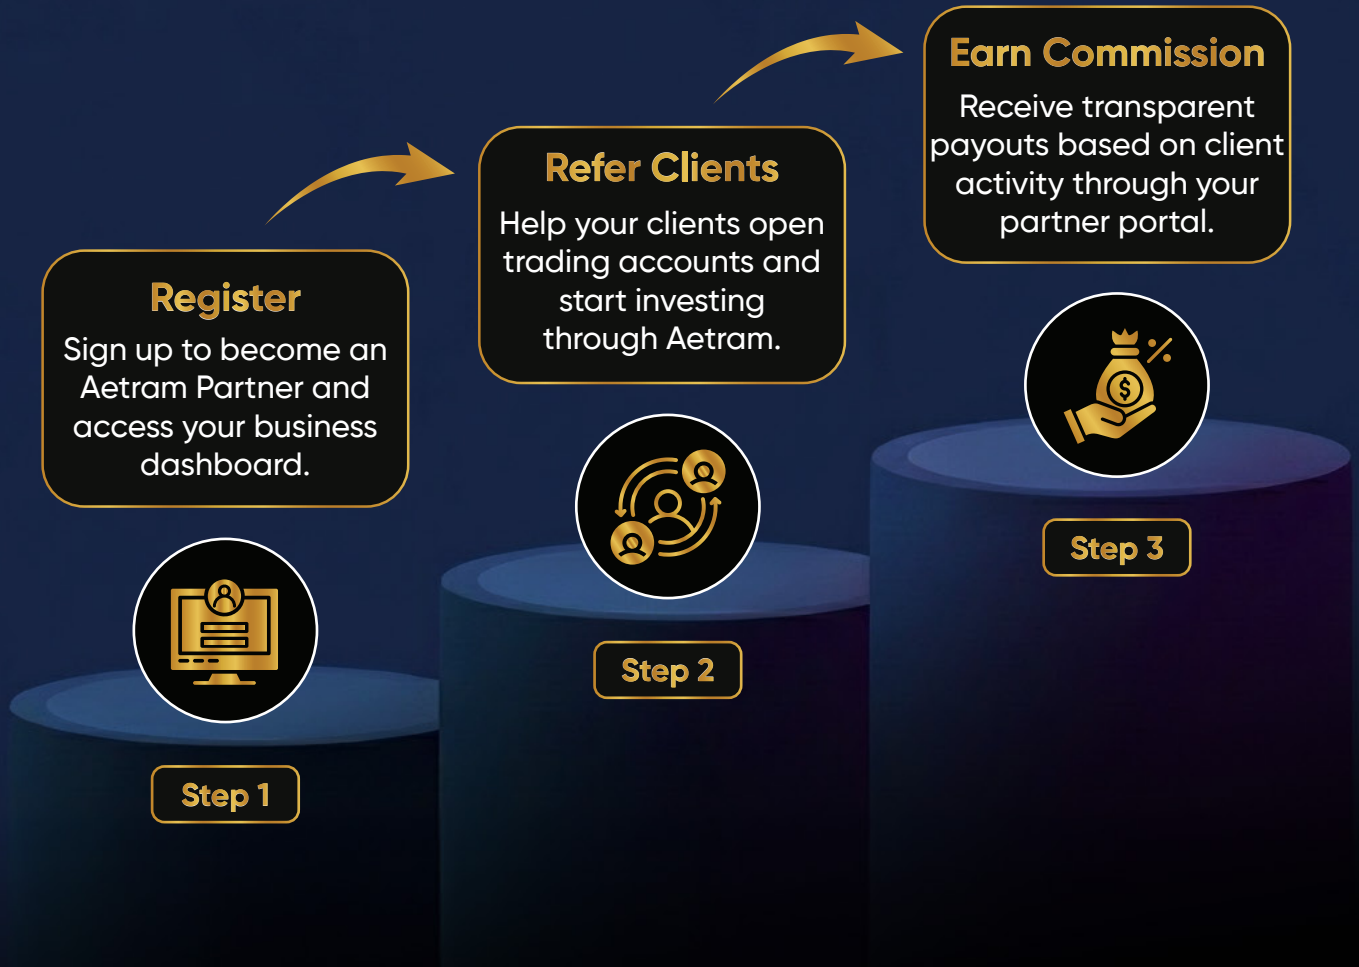 Register
Sign up to become an
Aetram Partner and
access your business
dashboard.
Step 1
Refer Clients
Help your clients open
trading accounts and
start investing
through Aetram.
Step 2
Earn Commission
Receive transparent
payouts based on client
activity through your
partner portal.
$
%
Step 3